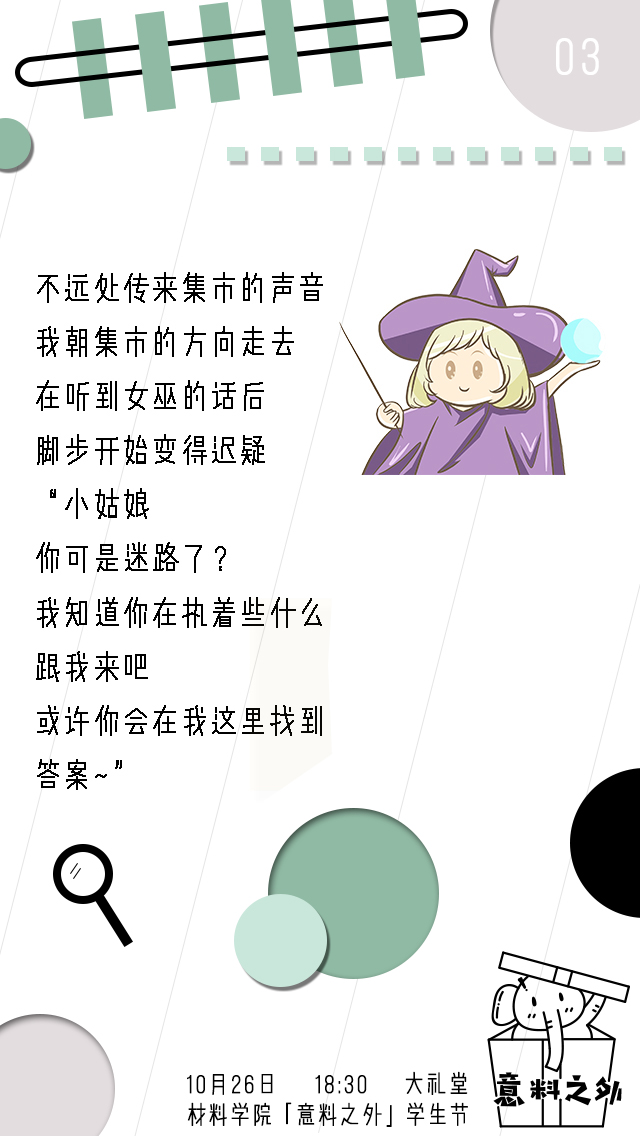 03
不远处传来集市的声音
我朝集市的方向走去
在听到女巫的话后
脚步开始变得迟疑
“小姑娘
你可是迷路了？
我知道你在执着些什么
跟我来吧
或许你会在我这里找到
答案~”
10月26日 18:30 大礼堂
材料学院「意料之外」学生节
意料之外